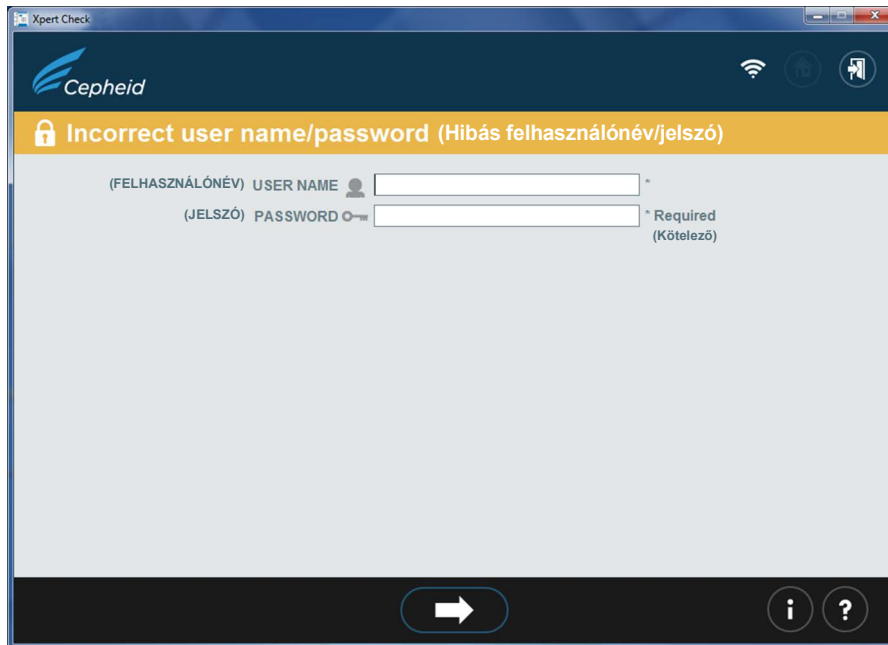 Xpert Check
Cepheid
Incorrect user name/password (Hibás felhasználónév/jelszó)
(FELHASZNÁLÓNÉV) USER NAME *
(JELSZÓ) PASSWORD * Required
(Kötelező)
i ?